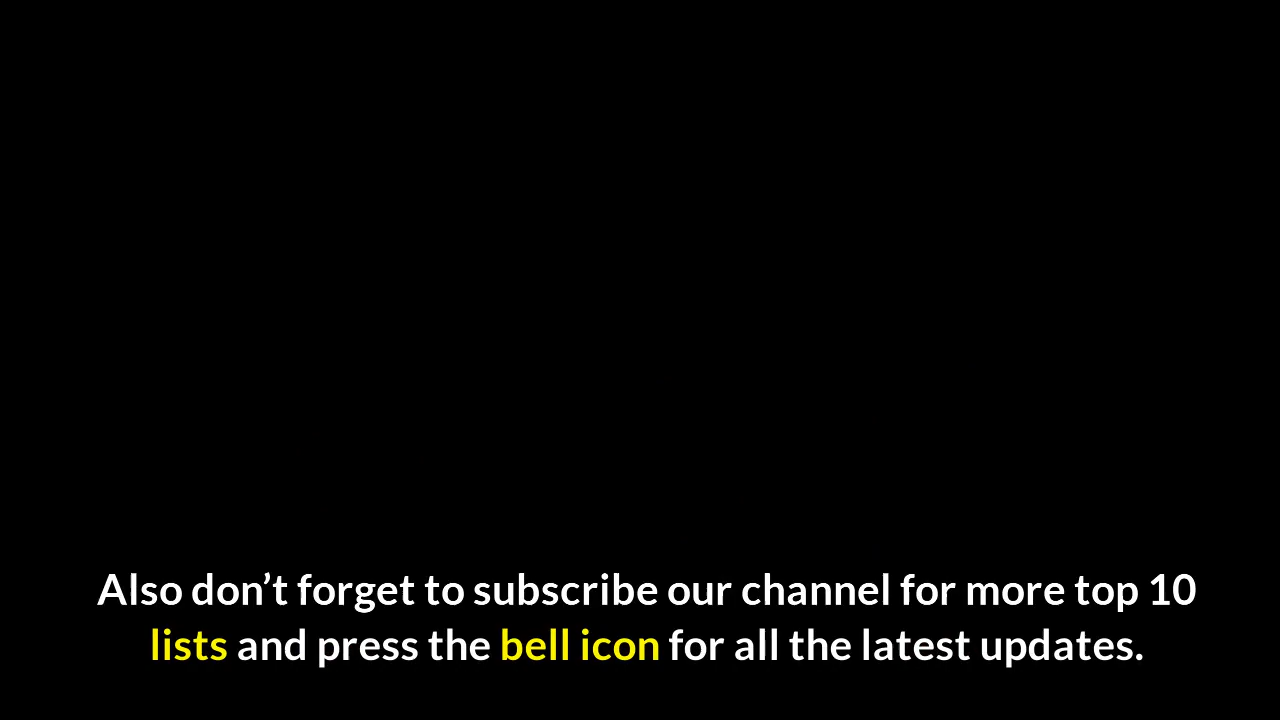 Also don’t forget to subscribe our channel for more top 10
lists and press the bell icon for all the latest updates.